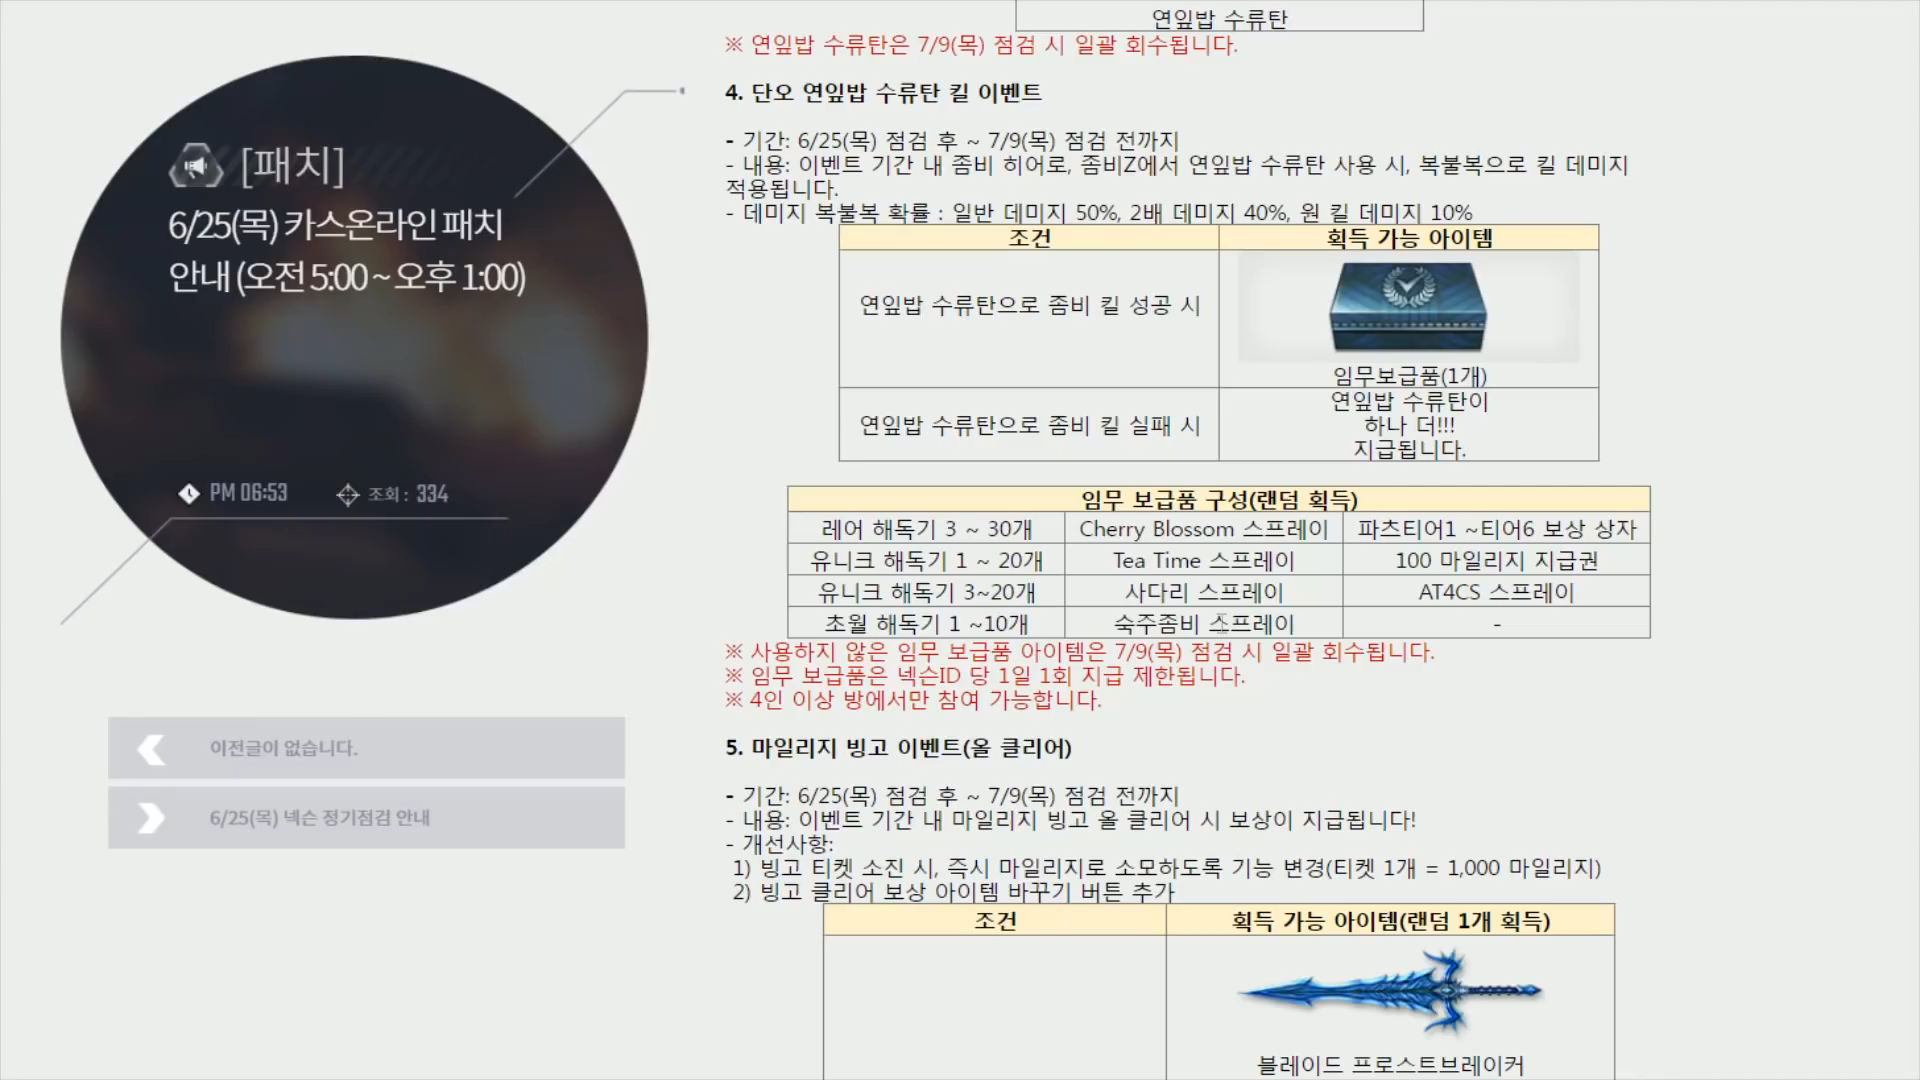 [패치]
6/25(목) 카스온라인 패치
안내 (오전 5:00 ~ 오후 1:00)
PM 06:53
조회 : 334
이전글이 없습니다.
6/25(목) 넥슨 정기점검 안내
연잎밥 수류탄
※ 연잎밥 수류탄은 7/9(목) 점검 시 일괄 회수됩니다.
4. 단오 연잎밥 수류탄 킬 이벤트
- 기간: 6/25(목) 점검 후 ~ 7/9(목) 점검 전까지
- 내용: 이벤트 기간 내 좀비 히어로, 좀비Z에서 연잎밥 수류탄 사용 시, 복불복으로 킬 데미지
적용됩니다.
- 데미지 복불복 확률 : 일반 데미지 50%, 2배 데미지 40%, 원 킬 데미지 10%
조건 획득 가능 아이템
연잎밥 수류탄으로 좀비 킬 성공 시
임무보급품(1개)
연잎밥 수류탄으로 좀비 킬 실패 시
연잎밥 수류탄이
하나 더!!!
지급됩니다.
임무 보급품 구성(랜덤 획득)
레어 해독기 3 ~ 30개 Cherry Blossom 스프레이 파츠티어1 ~티어6 보상 상자
유니크 해독기 1 ~ 20개 Tea Time 스프레이 100 마일리지 지급권
유니크 해독기 3~20개 사다리 스프레이 AT4CS 스프레이
초월 해독기 1 ~10개 숙주좀비 스프레이 -
※ 사용하지 않은 임무 보급품 아이템은 7/9(목) 점검 시 일괄 회수됩니다.
※ 임무 보급품은 넥슨ID 당 1일 1회 지급 제한됩니다.
※ 4인 이상 방에서만 참여 가능합니다.
5. 마일리지 빙고 이벤트(올 클리어)
- 기간: 6/25(목) 점검 후 ~ 7/9(목) 점검 전까지
- 내용: 이벤트 기간 내 마일리지 빙고 올 클리어 시 보상이 지급됩니다!
- 개선사항:
1) 빙고 티켓 소진 시, 즉시 마일리지로 소모하도록 기능 변경(티켓 1개 = 1,000 마일리지)
2) 빙고 클리어 보상 아이템 바꾸기 버튼 추가
조건 획득 가능 아이템(랜덤 1개 획득)
블레이드 프로스트브레이커